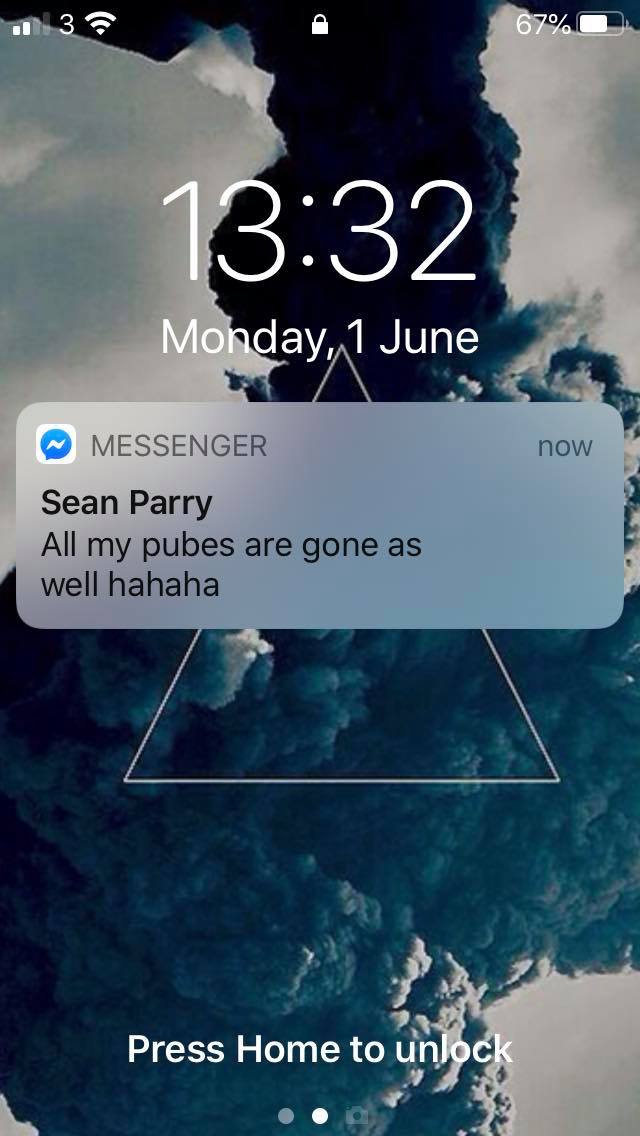 3 67%
13:32
Monday, 1 June
MESSENGER now
Sean Parry
All my pubes are gone as
well hahaha
Press Home to unlock